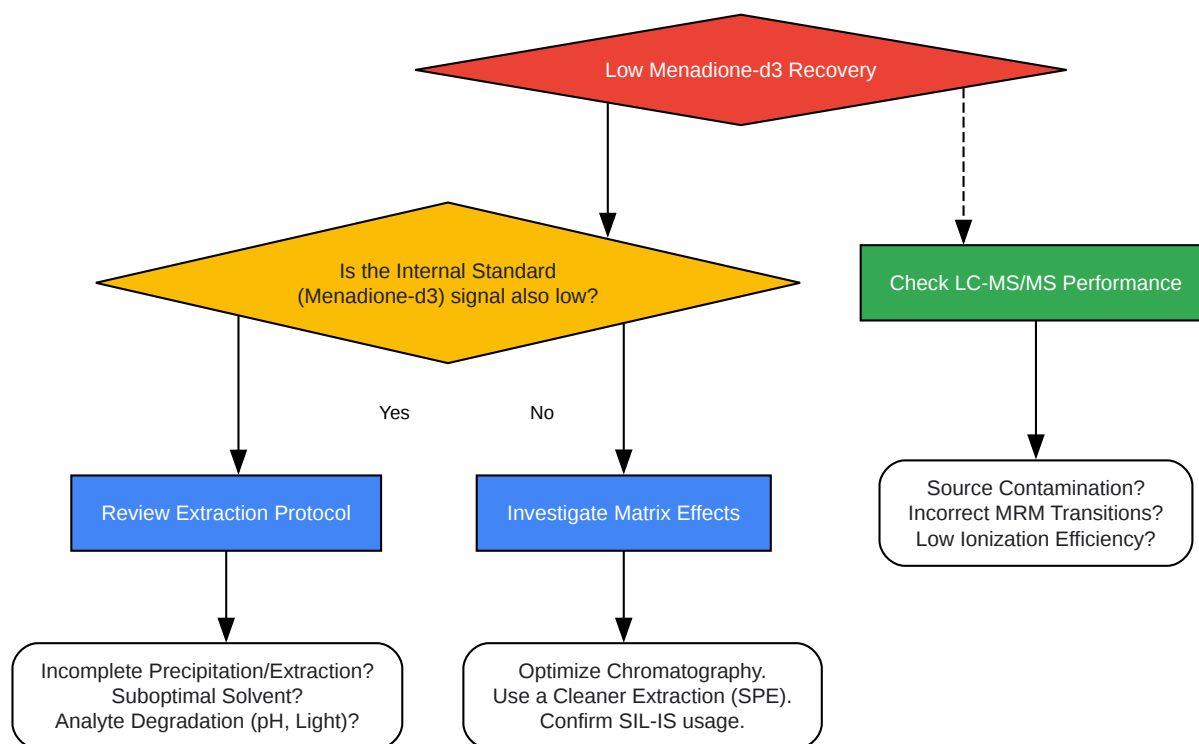 Low Menadione-d3 Recovery
Is the Internal Standard
(Menadione-d3) signal also low?
Check LC-MS/MS Performance
Yes
No
Review Extraction Protocol
Investigate Matrix Effects
Source Contamination?
Incorrect MRM Transitions?
Low Ionization Efficiency?
Incomplete Precipitation/Extraction?
Suboptimal Solvent?
Analyte Degradation (pH, Light)?
Optimize Chromatography.
Use a Cleaner Extraction (SPE).
Confirm SIL-IS usage.